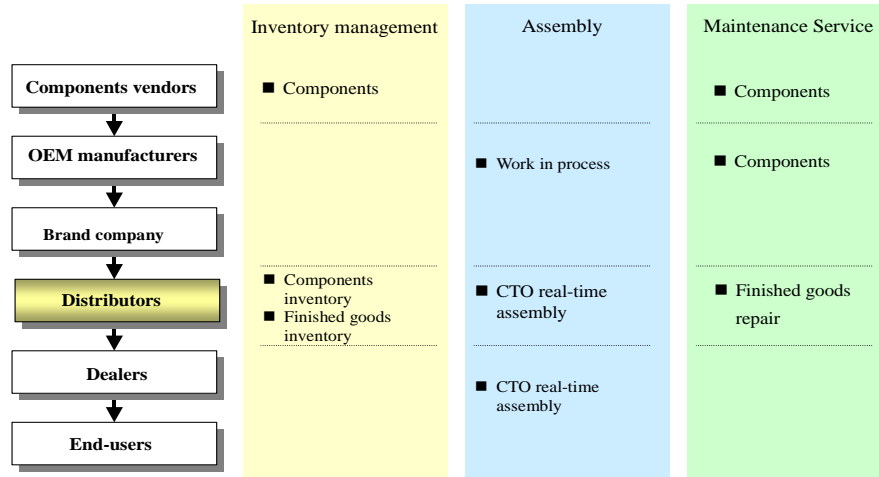 Inventory management
Assembly
Maintenance Service
Components vendors
■ Components
■ Components
OEM manufacturers
■ Work in process
■ Components
Brand company
Distributors
■ Components
inventory
■ Finished goods
inventory
■ CTO real-time
assembly
■ Finished goods
repair
Dealers
■ CTO real-time
assembly
End-users